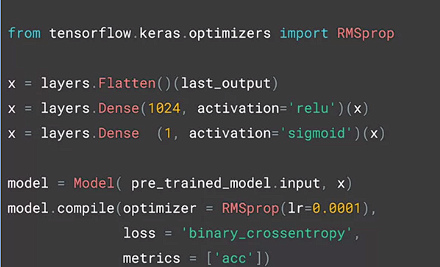 from tensorflow.keras.optimizers import RMSprop
x = layers.Flatten()(last_output)
x = layers.Dense(1024, activation='relu')(x)
x = layers.Dense  (1, activation='sigmoid')(x)
model = Model( pre_trained_model.input, x)
model.compile(optimizer = RMSprop(lr=0.0001),
loss = 'binary_crossentropy',
metrics = ['acc'])